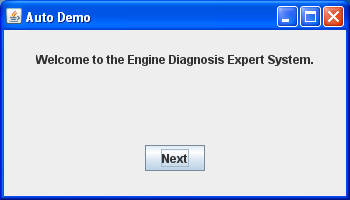 Auto Demo
Welcome to the Engine Diagnosis Expert System.
Next